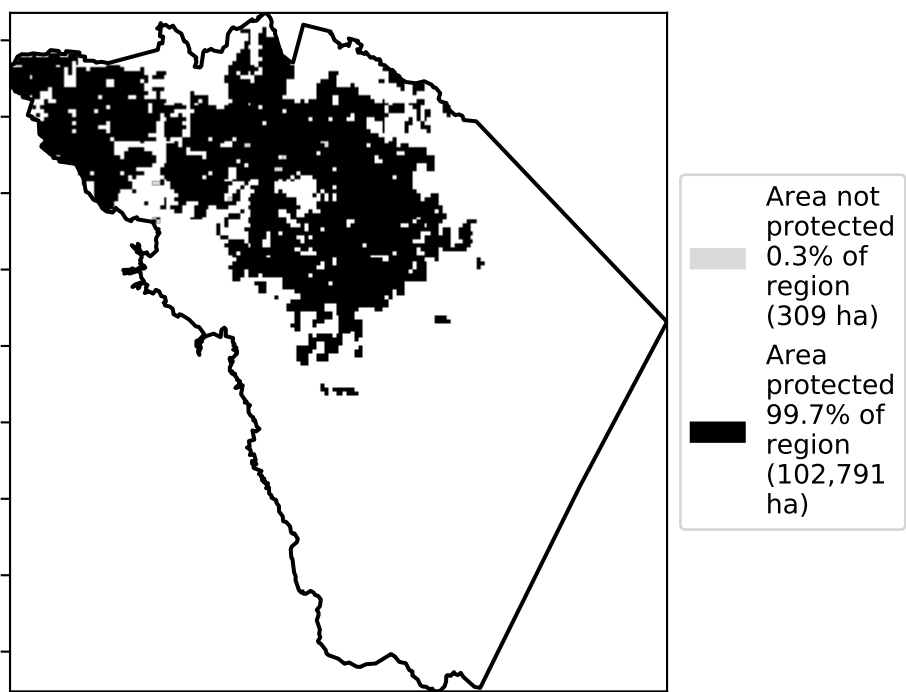 Area not
protected
0.3% of
region
(309 ha)
Area
protected
99.7% of
region
(102,791
ha)